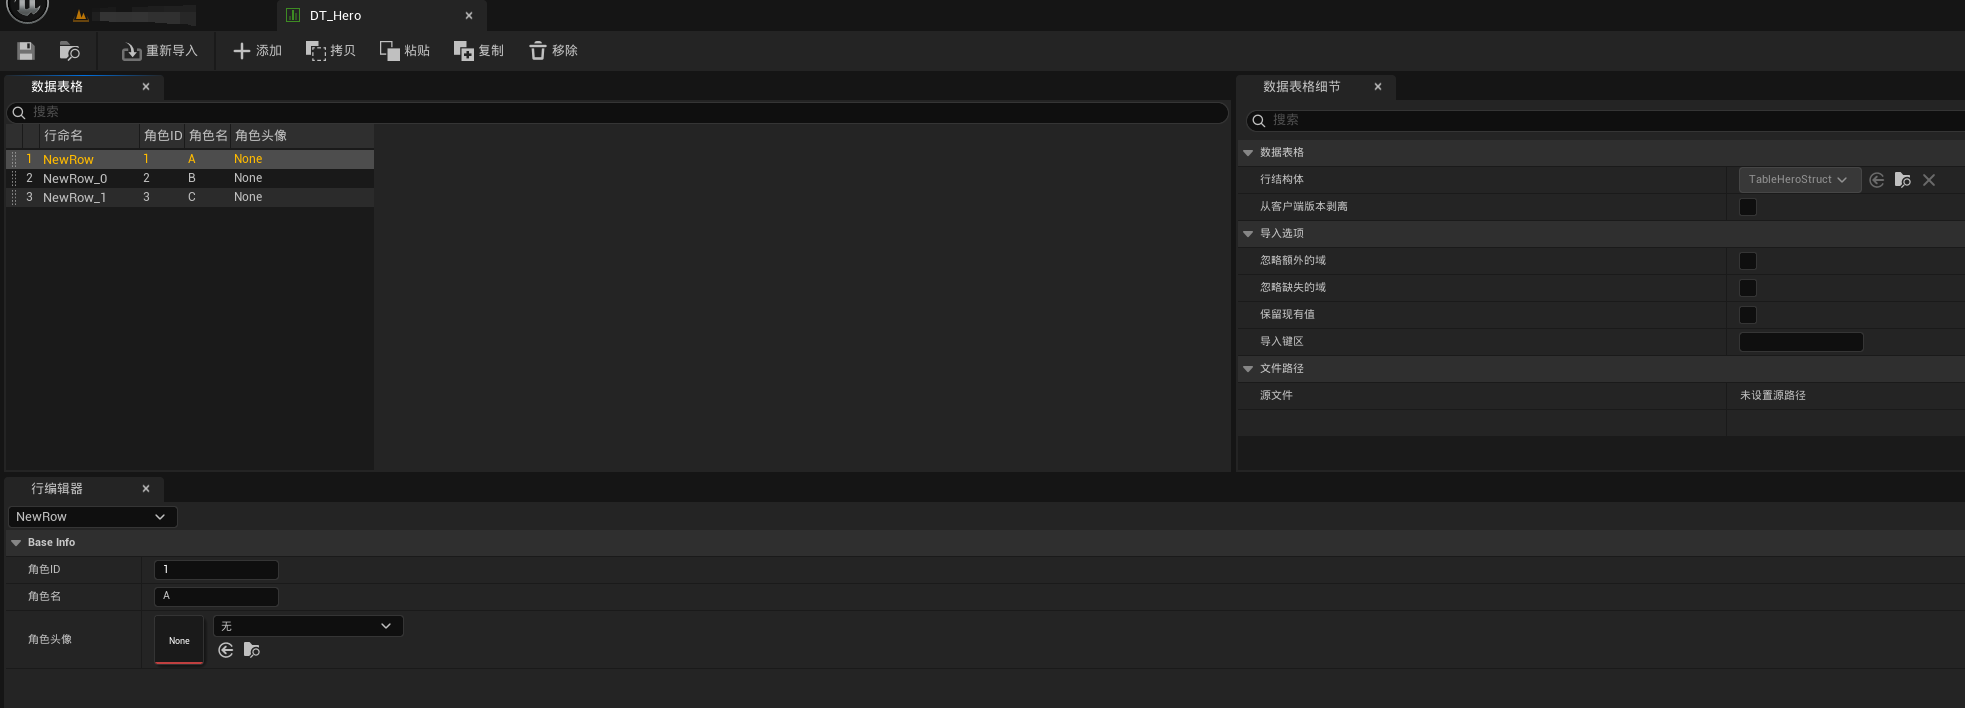 DT_Hero
重新导入 添加 拷贝 粘贴 复制 移除
数据表格
搜索
行命名 角色ID 角色名 角色头像
1 NewRow 1 A None
2 NewRow_0 2 B None
3 NewRow_1 3 C None
数据表格细节
搜索
数据表格
行结构体 TableHeroStruct
从客户端版本剥离
导入选项
忽略额外的域
忽略缺失的域
保留现有值
导入键区
文件路径
源文件 未设置源路径
行编辑器
NewRow
Base Info
角色ID 1
角色名 A
角色头像 None 无